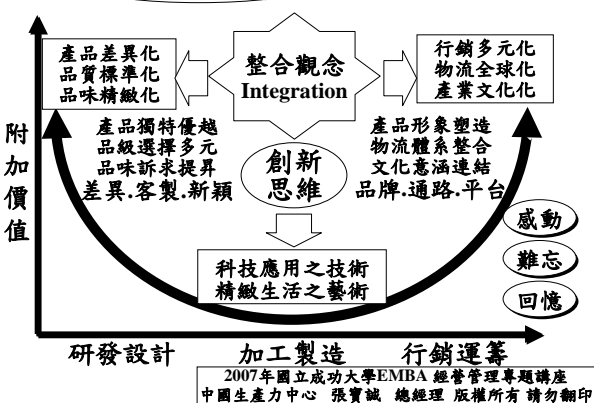 整合觀念
Integration
產品差異化
品質標準化
品味精緻化
行銷多元化
物流全球化
產業文化化
產品獨特優越
品級選擇多元
品味訴求提昇
差異.客製.新穎
創新
思維
產品形象塑造
物流體系整合
文化意涵連結
品牌.通路.平台
附
加
價
值
感動
難忘
回憶
科技應用之技術
精緻生活之藝術
研發設計
加工製造
行銷運籌
2007年國立成功大學EMBA 經營管理專題講座
中國生產力中心 張寶誠 總經理 版權所有 請勿翻印